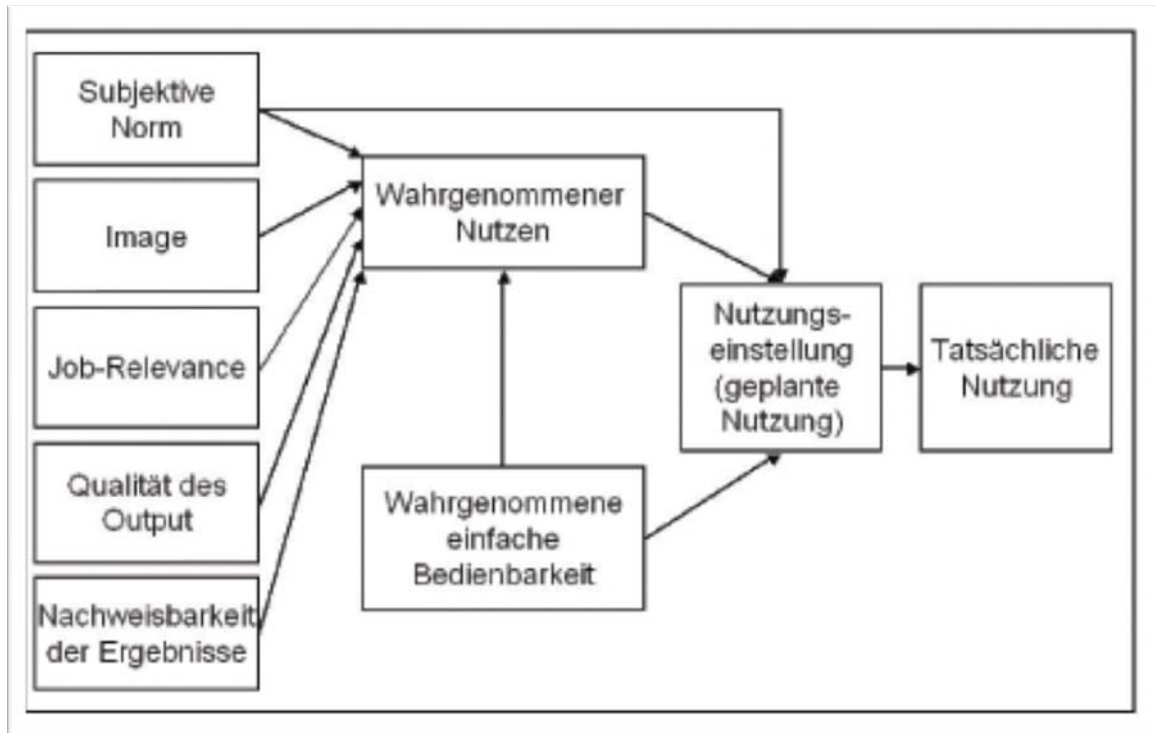 Subjektive
Norm
Image
Job-Relevance
Qualität des
Output
Nachweisbarkeit
der Ergebnisse
Wahrgenommener
Nutzen
Wahrgenommene
einfache
Bedienbarkeit
Nutzungs-
einstellung
(geplante
Nutzung)
Tatsächliche
Nutzung